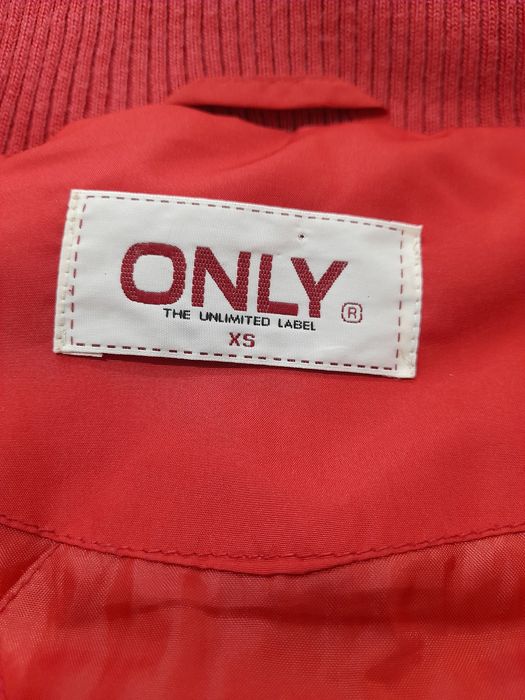 ONLY ®
THE UNLIMITED LABEL
XS